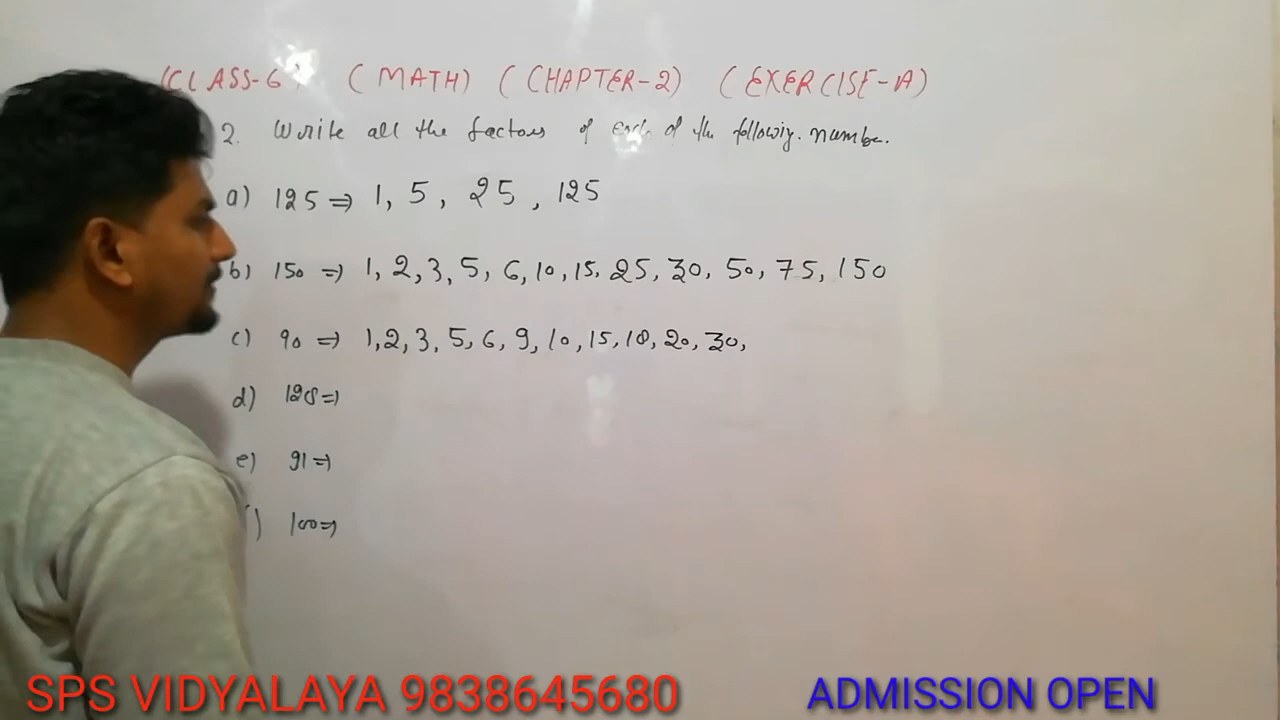 (CLASS-6) (MATH) (CHAPTER-2) (EXERCISE-A)
2. Write all the factors of each of the followig. numbe.
a) 125 ⇒ 1, 5, 25, 125
b) 150 ⇒ 1, 2, 3, 5, 6, 10, 15, 25, 30, 50, 75, 150
c) 90 ⇒ 1, 2, 3, 5, 6, 9, 10, 15, 18, 20, 30,
d) 128 ⇒
e) 91 ⇒
) 100 ⇒
SPS VIDYALAYA 9838645680 ADMISSION OPEN